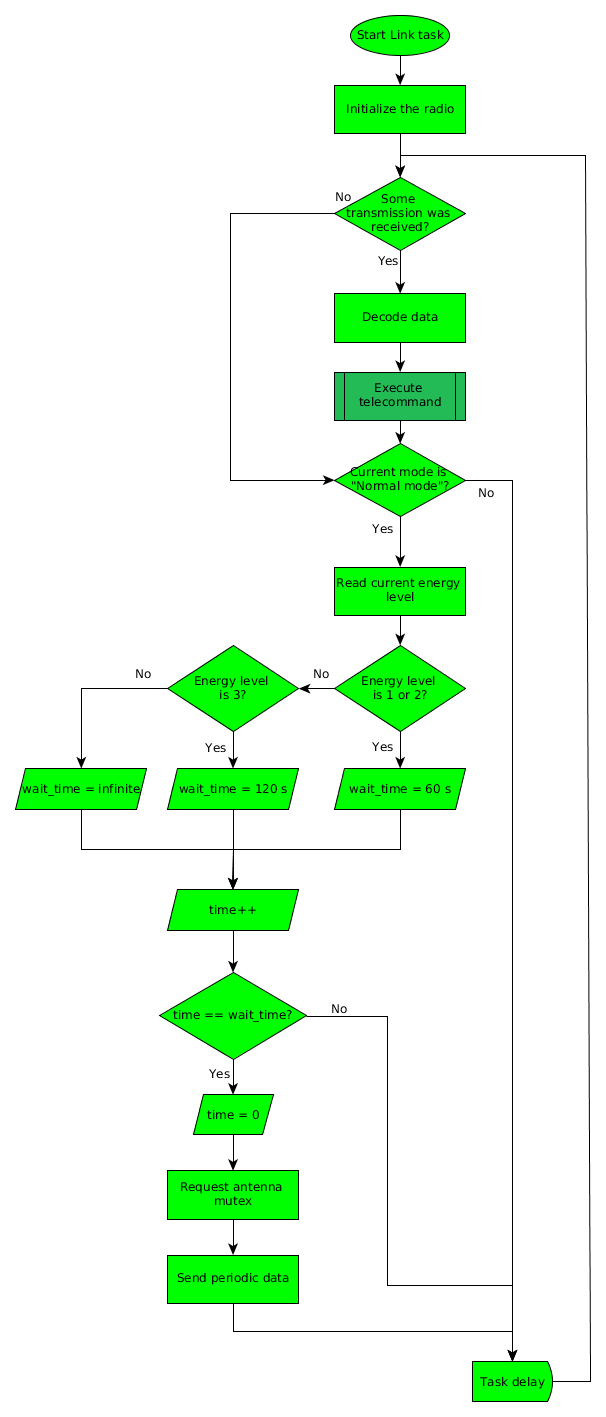 Start Link task
Initialize the radio
No
Some
transmission was
received?
Yes
Decode data
Execute
telecommand
Current mode is
"Normal mode"?
No
Yes
Read current energy
level
No
Energy level
is 3?
No
Energy level
is 1 or 2?
Yes
Yes
wait_time = infinite
wait_time = 120 s
wait_time = 60 s
time++
time == wait_time?
No
Yes
time = 0
Request antenna
mutex
Send periodic data
Task delay